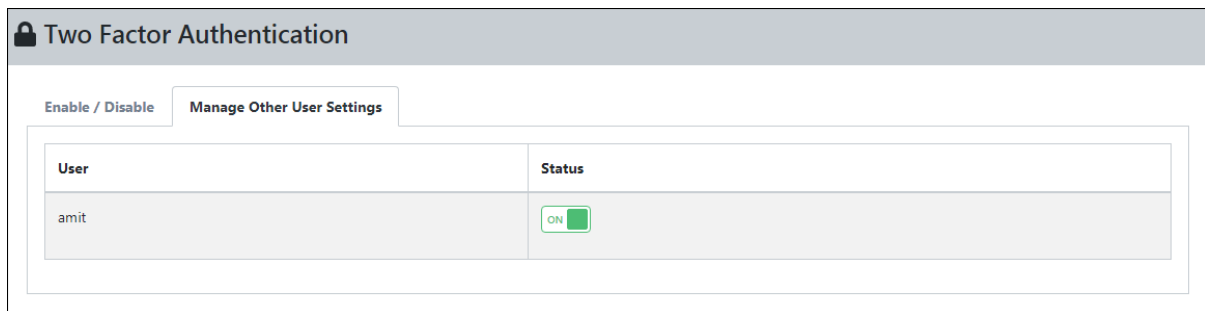 Two Factor Authentication
Enable / Disable Manage Other User Settings
User Status
amit ON